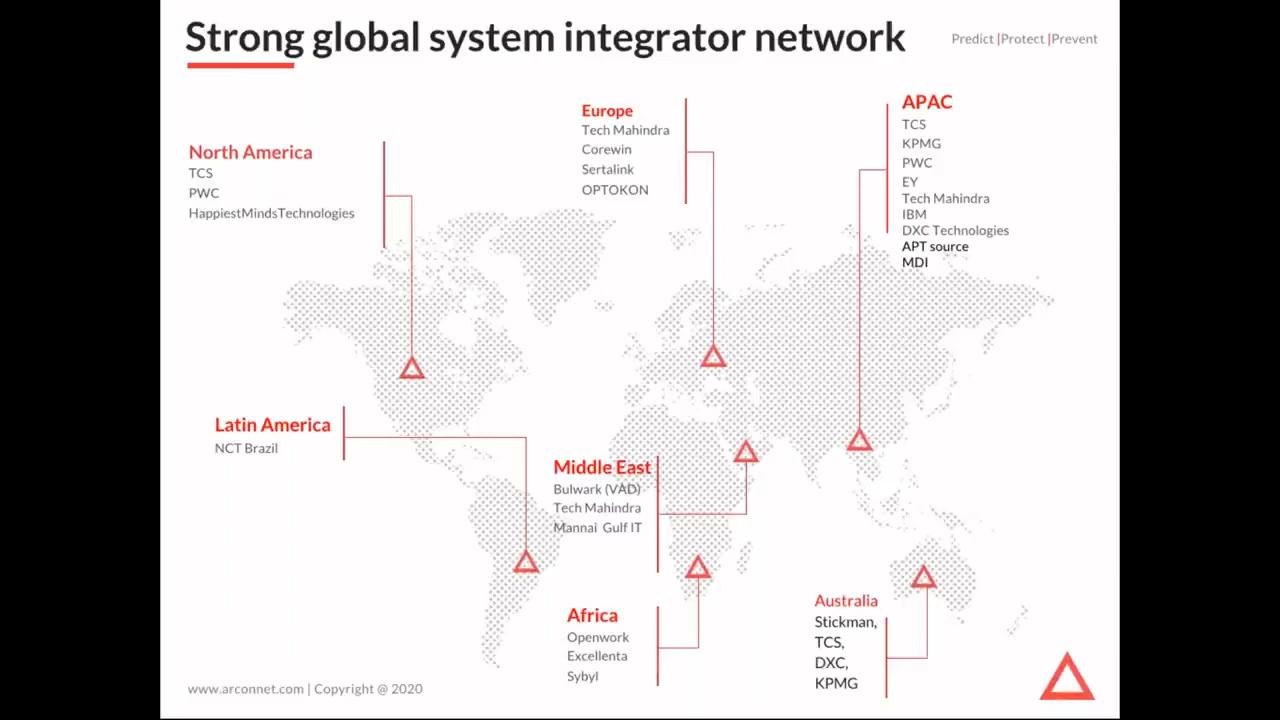 Strong global system integrator network
Predict |Protect |Prevent
North America
TCS
PWC
HappiestMindsTechnologies
Europe
Tech Mahindra
Corewin
Sertalink
OPTOKON
APAC
TCS
KPMG
PWC
EY
Tech Mahindra
IBM
DXC Technologies
APT source
MDI
Latin America
NCT Brazil
Middle East
Bulwark (VAD)
Tech Mahindra
Mannai Gulf IT
Africa
Openwork
Excellenta
Sybyl
Australia
Stickman,
TCS,
DXC,
KPMG
www.arconnet.com | Copyright @ 2020